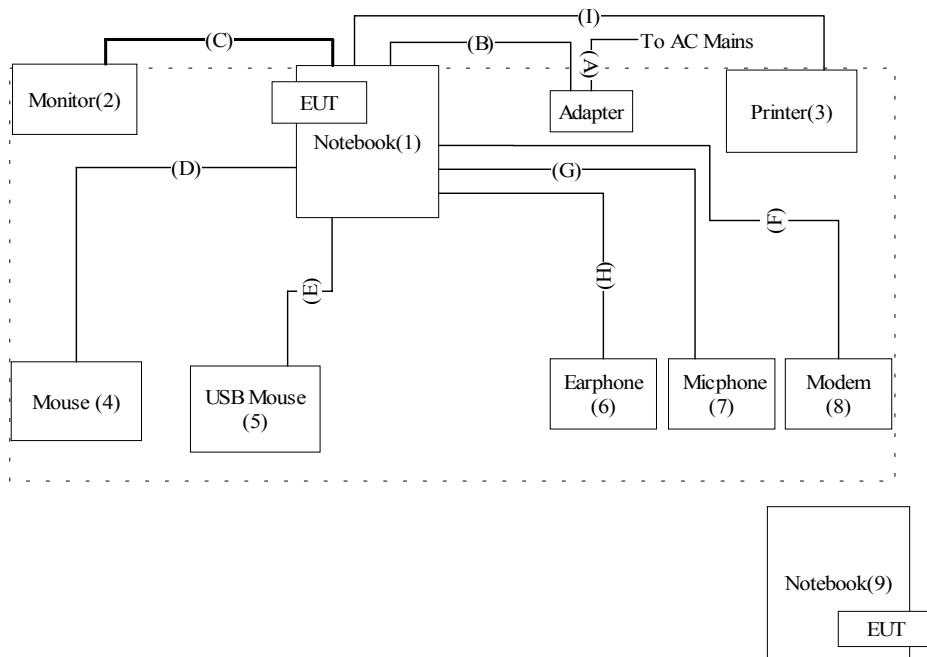 (I)
(C)
(B)
To AC Mains
(A)
Monitor(2)
EUT
Adapter
Printer(3)
Notebook(1)
(D)
(G)
(F)
(H)
(E)
Mouse (4)
USB Mouse
(5)
Earphone
(6)
Micphone
(7)
Modem
(8)
Notebook(9)
EUT